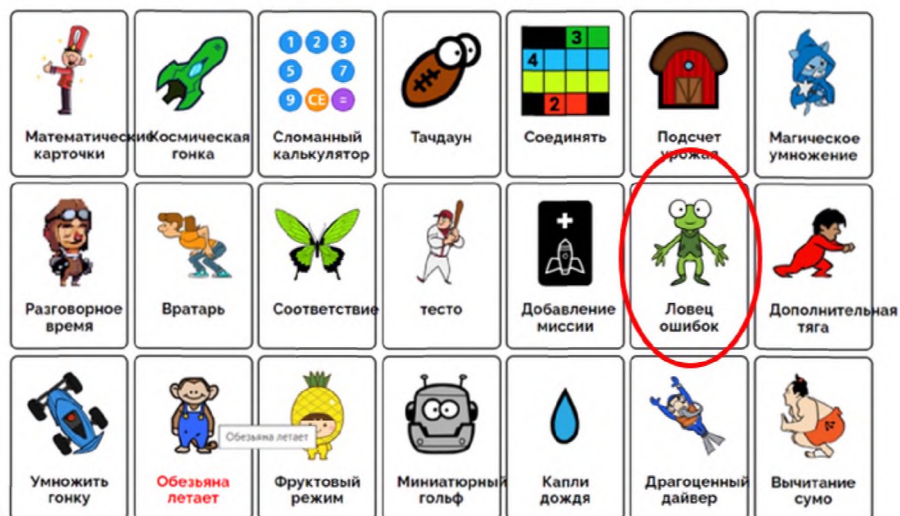 1 2 3
5 7
9 CE =
3
4
2
Математические
карточки
Космическая
гонка
Сломанный
калькулятор
Тачдаун
Соединять
Подсчет
урожая
Магическое
умножение
Разговорное
время
Вратарь
Соответствие
тесто
Добавление
миссии
Ловец
ошибок
Дополнительная
тяга
Обезьяна летает
Умножить
гонку
Обезьяна
летает
Фруктовый
режим
Миниатюрный
гольф
Капли
дождя
Драгоценный
дайвер
Вычитание
сумо